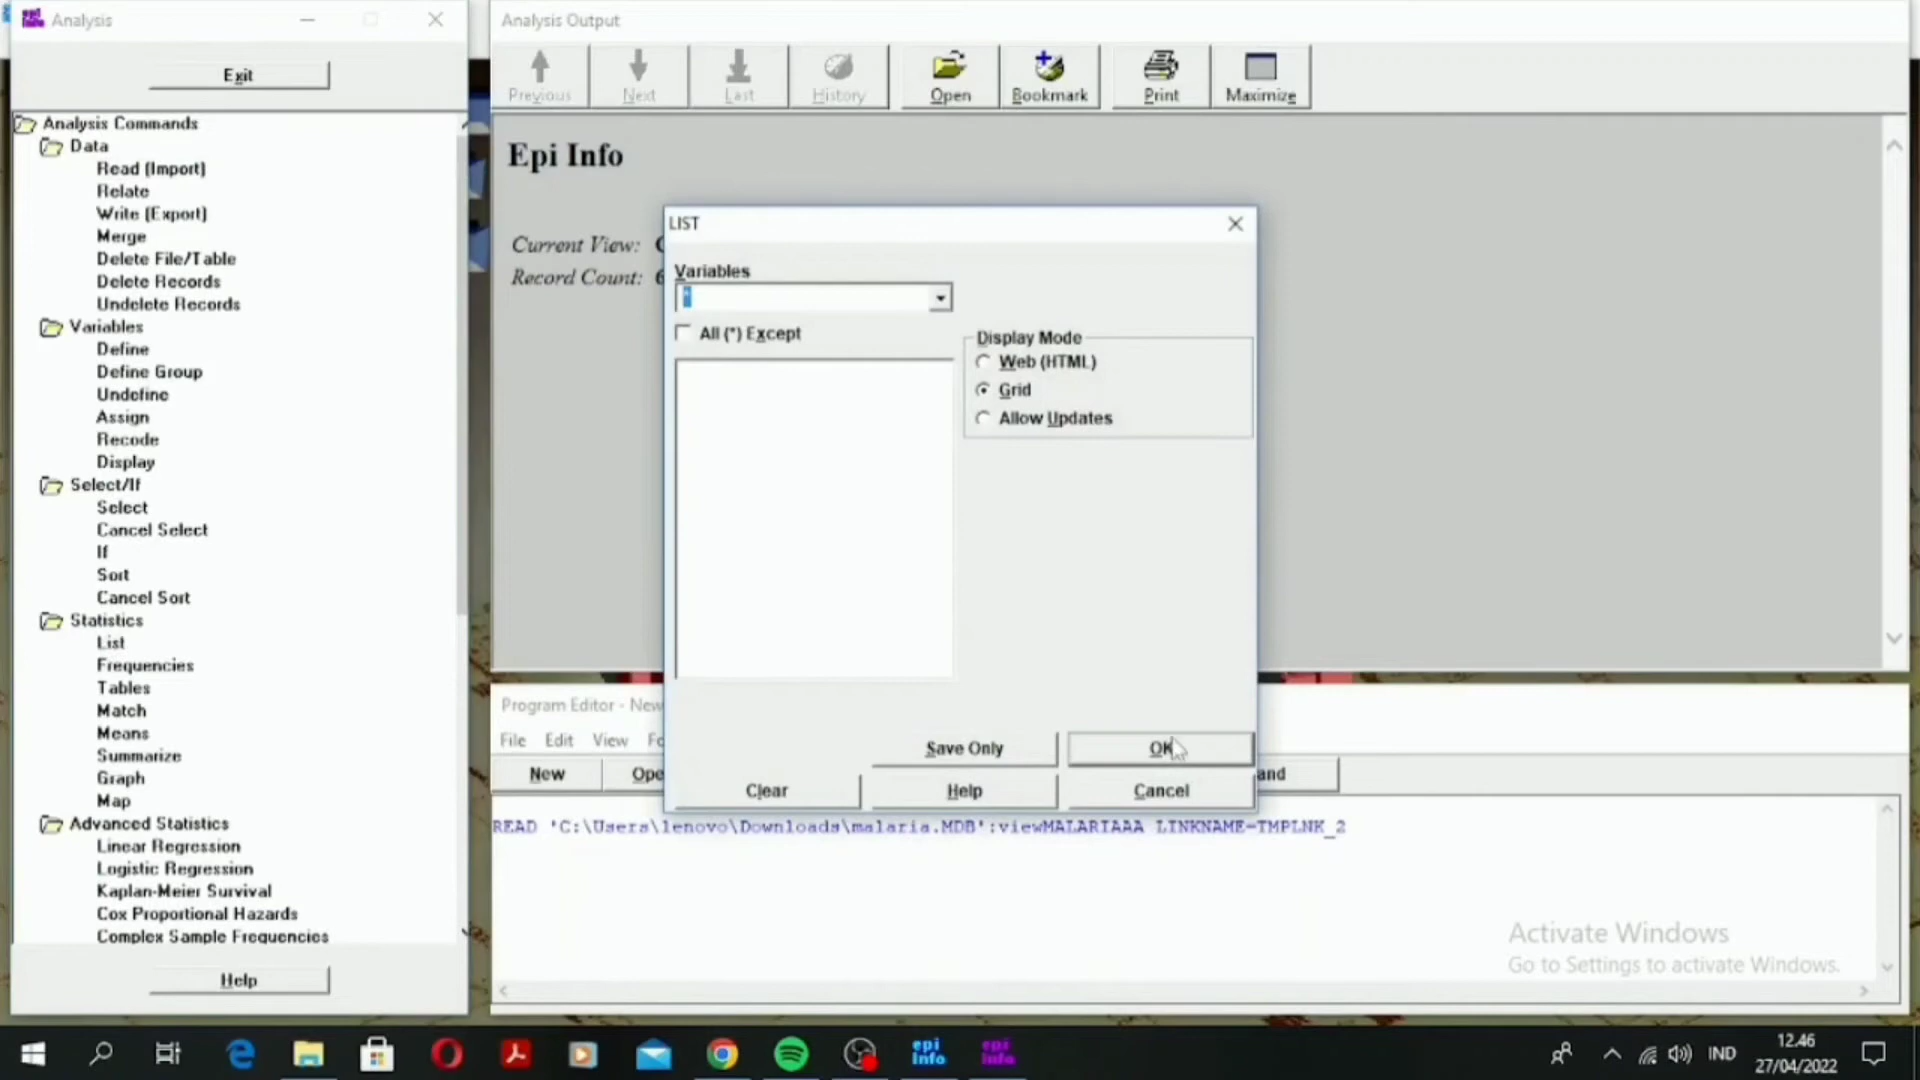 epi info Analysis
Exit
Analysis Commands
Data
Read (Import)
Relate
Write (Export)
Merge
Delete File/Table
Delete Records
Undelete Records
Variables
Define
Define Group
Undefine
Assign
Recode
Display
Select/If
Select
Cancel Select
If
Sort
Cancel Sort
Statistics
List
Frequencies
Tables
Match
Means
Summarize
Graph
Map
Advanced Statistics
Linear Regression
Logistic Regression
Kaplan-Meier Survival
Cox Proportional Hazards
Complex Sample Frequencies
Help
Analysis Output
Previous Next Last History Open Bookmark Print Maximize
Epi Info
Current View:
Record Count:
LIST
Variables
*
All (*) Except
Display Mode
Web (HTML)
Grid
Allow Updates
Save Only OK
Clear Help Cancel
Program Editor - New
File Edit View
New
READ 'C:\Users\lenovo\Downloads\malaria.MDB':viewMALARIAAA LINKNAME=TMPLNK_2
Activate Windows
Go to Settings to activate Windows.
epi info epi info IND 12.46
27/04/2022